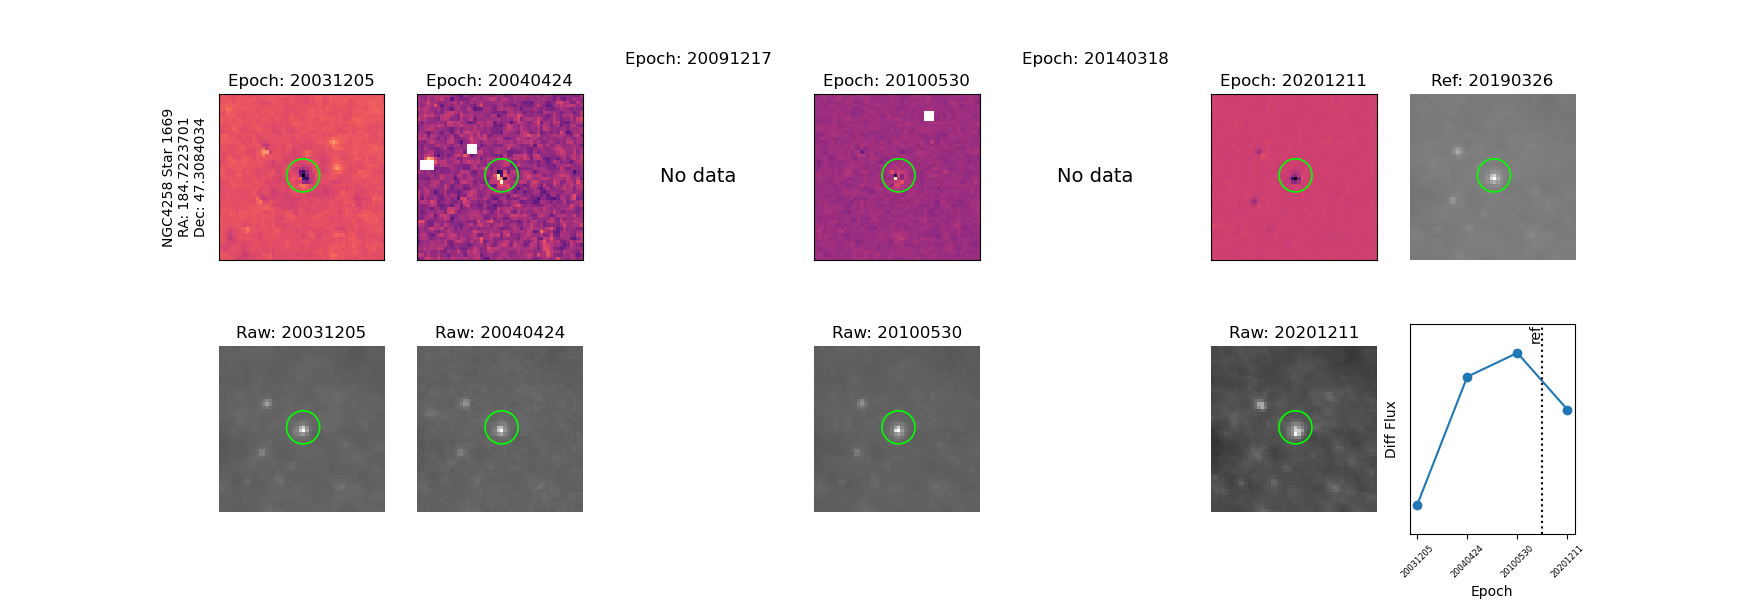 Epoch: 20091217
Epoch: 20140318
Epoch: 20031205
Epoch: 20040424
Epoch: 20100530
Epoch: 20201211
Ref: 20190326
NGC4258 Star 1669
RA: 184.7223701
Dec: 47.3084034
No data
No data
Raw: 20031205
Raw: 20040424
Raw: 20100530
Raw: 20201211
ref
Diff Flux
20031205
20040424
20100530
20201211
Epoch